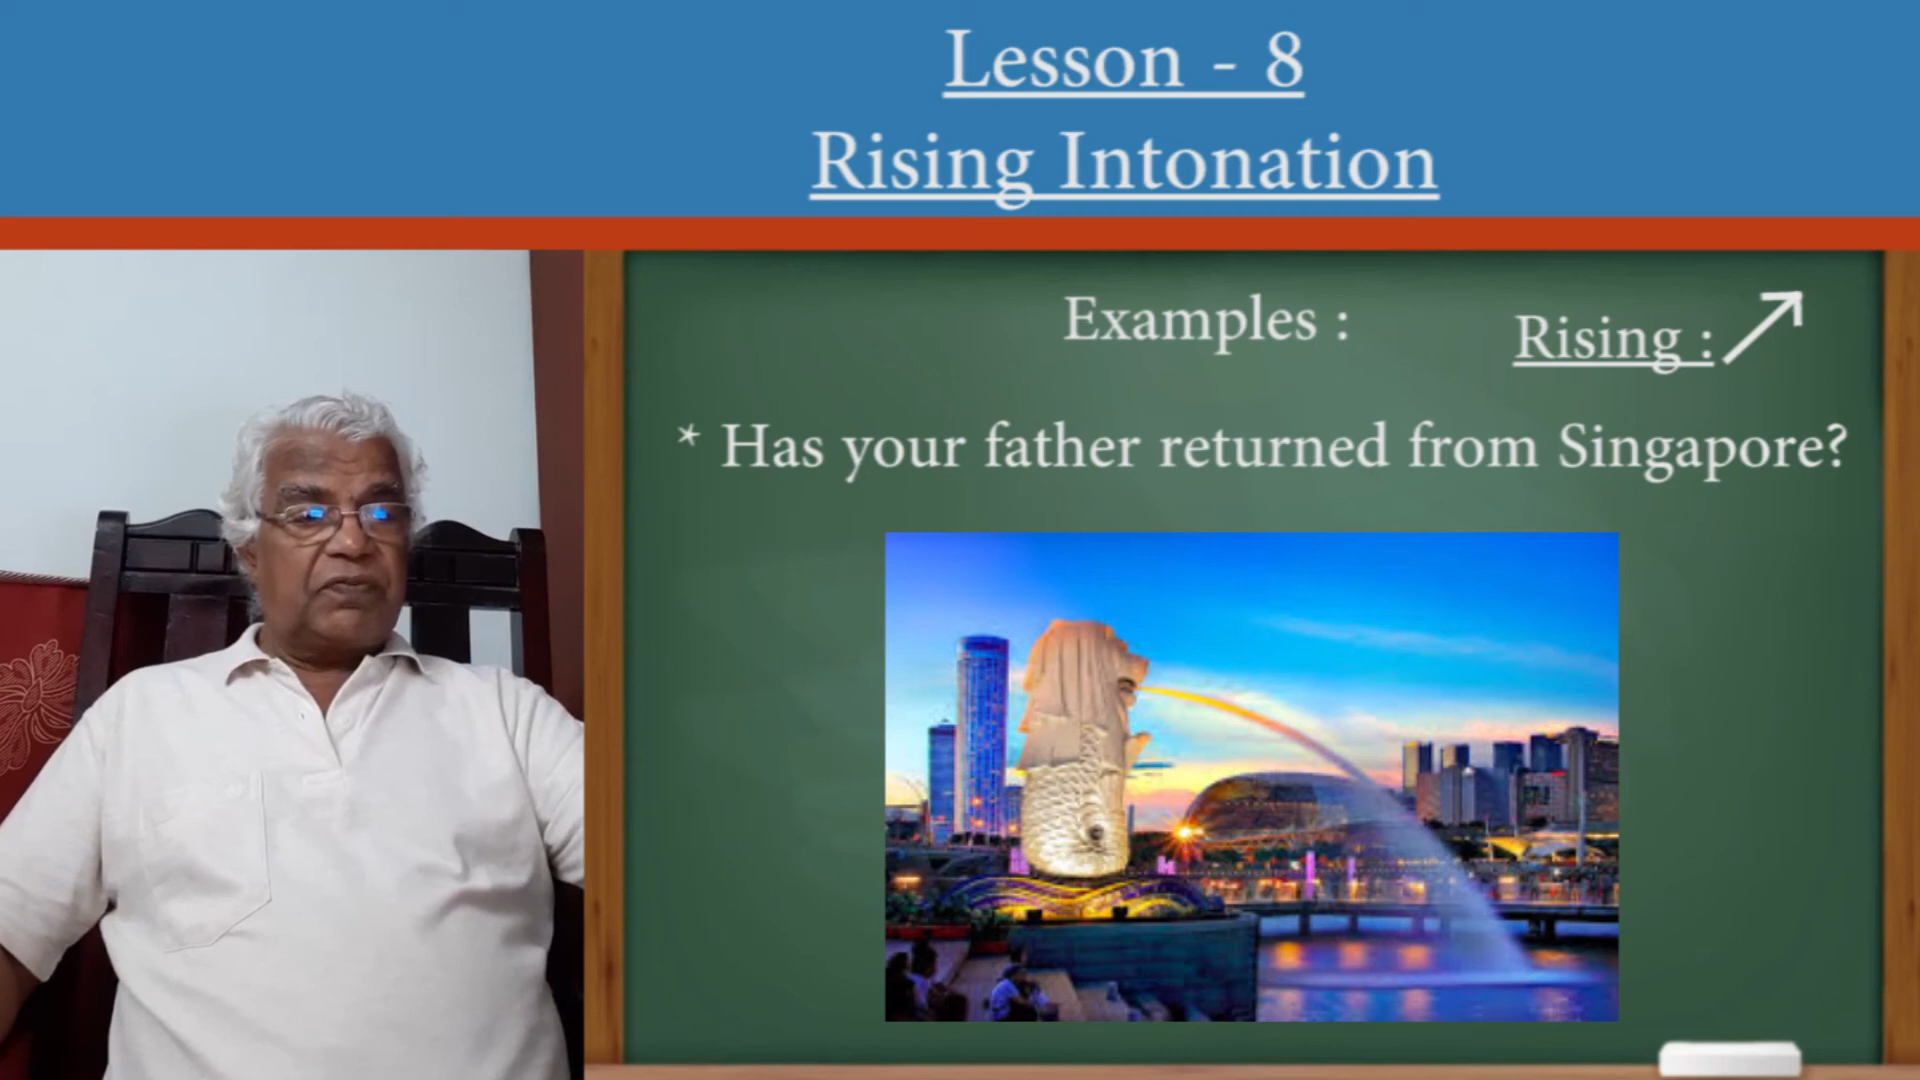 Lesson - 8
Rising Intonation
Examples :
Rising :
* Has your father returned from Singapore?